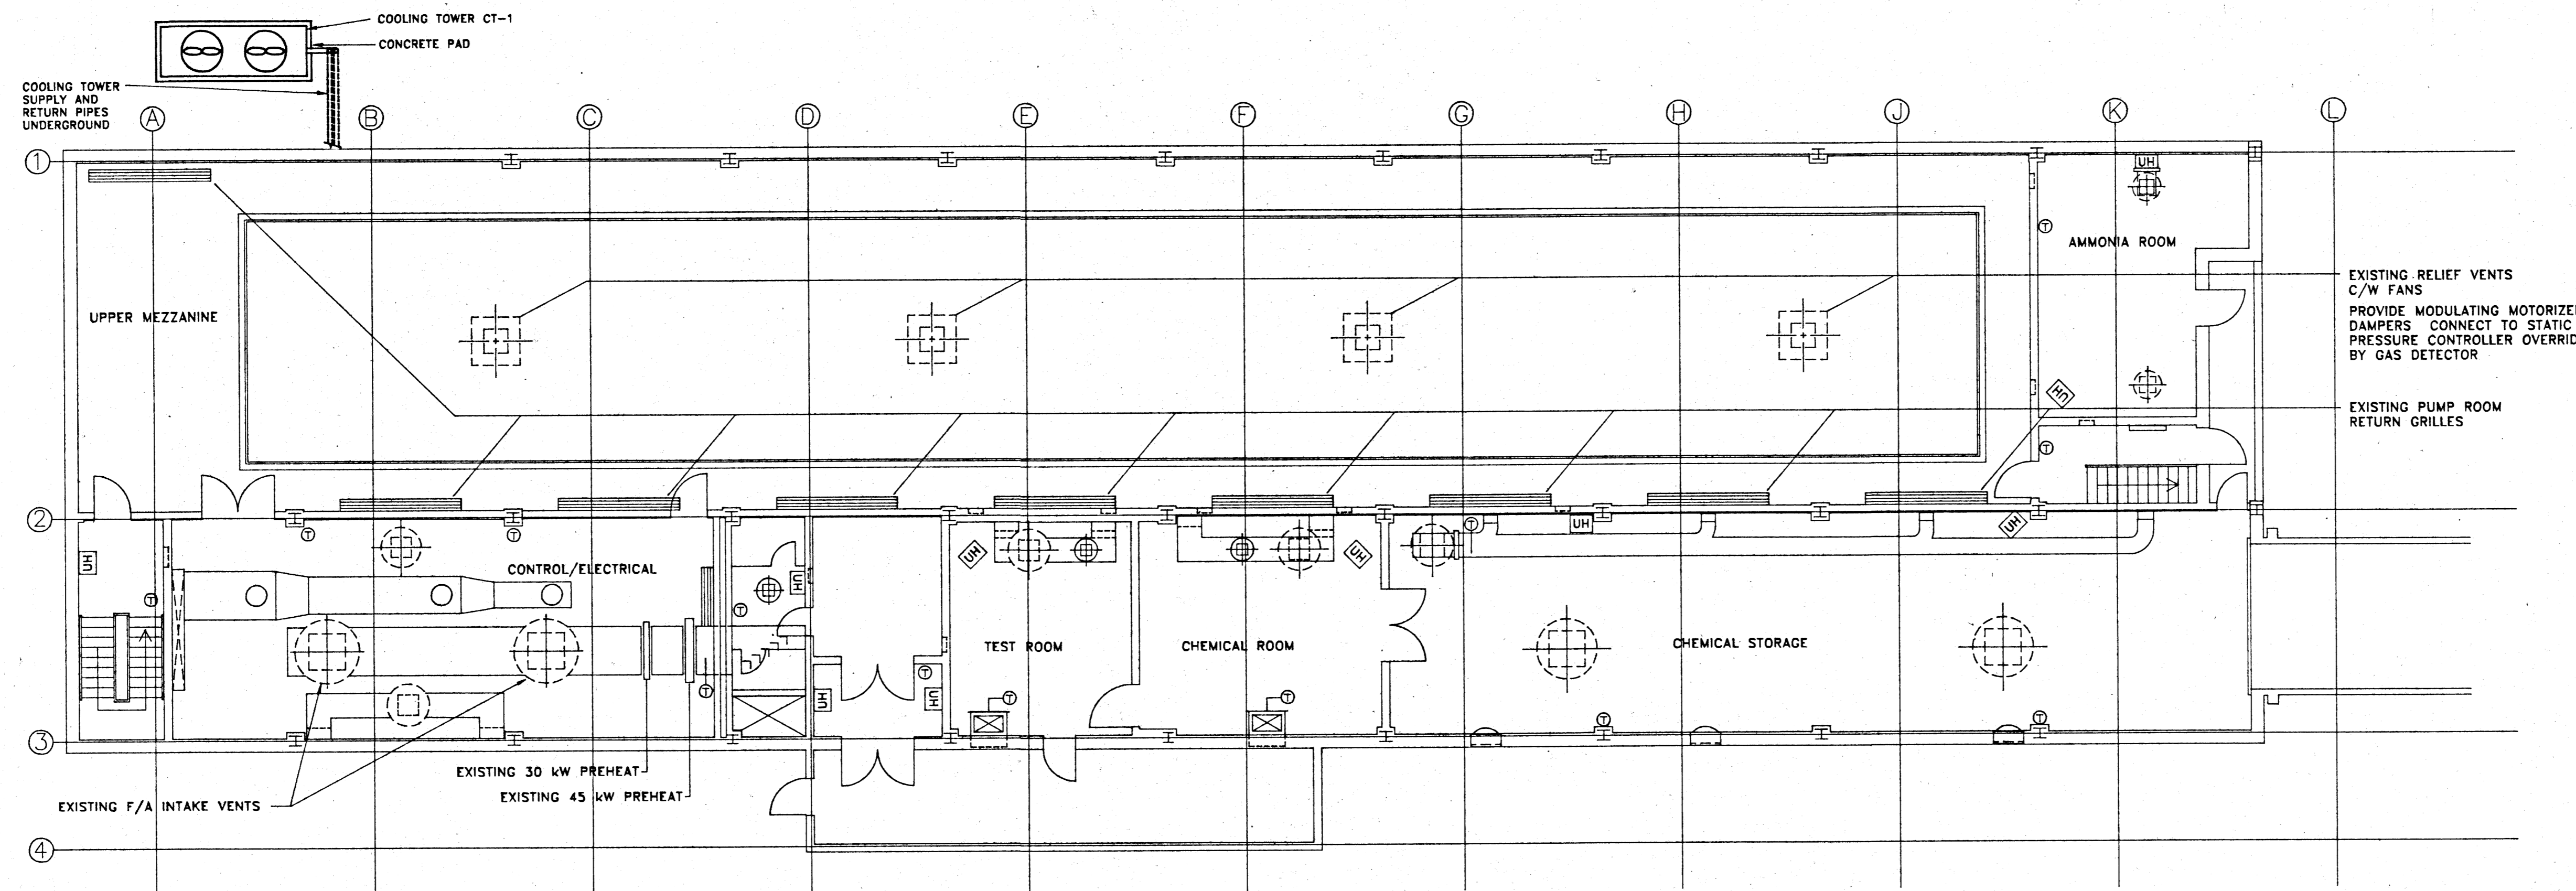 COOLING TOWER CT-1
CONCRETE PAD
COOLING TOWER
SUPPLY AND
RETURN PIPES
UNDERGROUND
A
B
C
D
E
F
G
H
J
K
L
1
UH
T
AMMONIA ROOM
EXISTING RELIEF VENTS
C/W FANS
PROVIDE MODULATING MOTORIZE
DAMPERS CONNECT TO STATIC
PRESSURE CONTROLLER OVERRID
BY GAS DETECTOR
UPPER MEZZANINE
UH
EXISTING PUMP ROOM
RETURN GRILLES
T
2
T
T
T
UH
UH
UH
UH
UH
CONTROL/ELECTRICAL
UH
T
T
TEST ROOM
CHEMICAL ROOM
CHEMICAL STORAGE
T
T
UH
UH
T
T
T
T
3
EXISTING 30 kW PREHEAT
EXISTING 45 kW PREHEAT
EXISTING F/A INTAKE VENTS
4